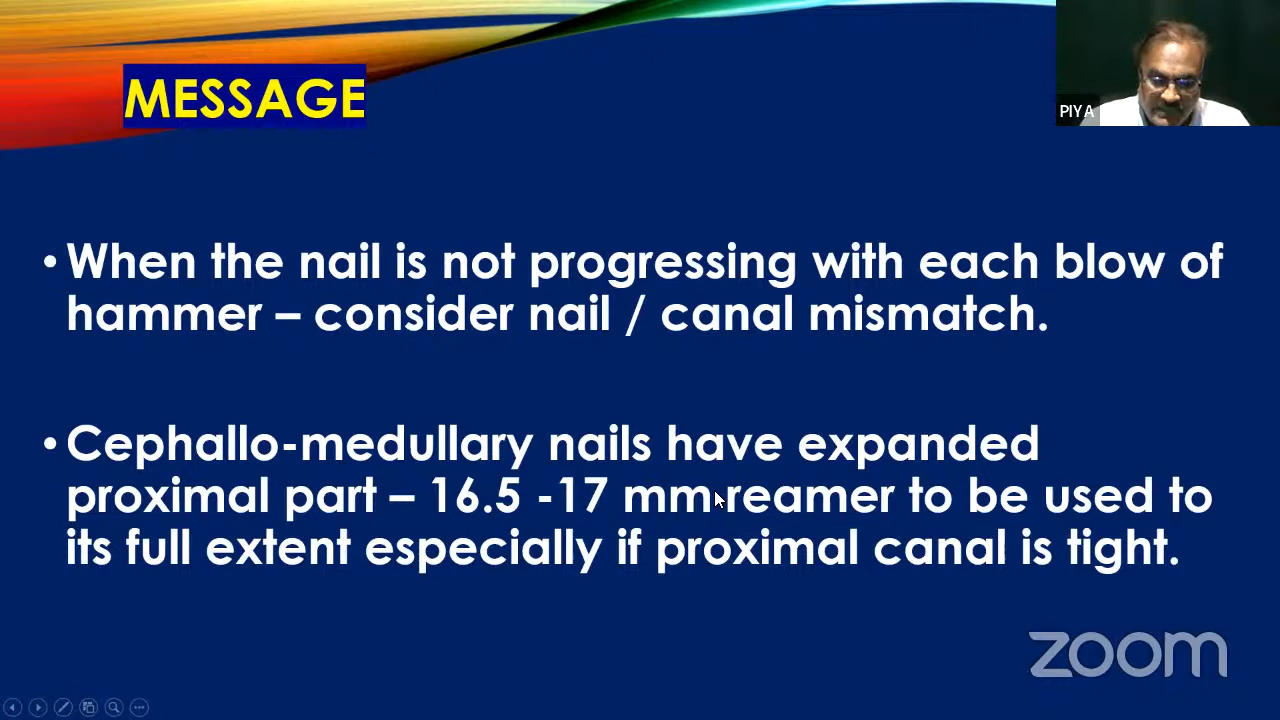 MESSAGE
PIYA
• When the nail is not progressing with each blow of
hammer – consider nail / canal mismatch.
• Cephallo-medullary nails have expanded
proximal part – 16.5 -17 mm reamer to be used to
its full extent especially if proximal canal is tight.
zoom